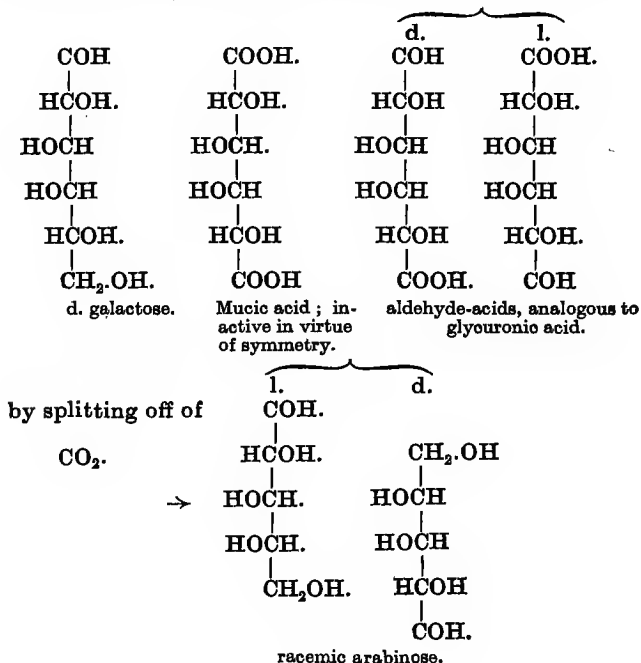 d. l.
COH COOH. COH COOH.
HCOH. HCOH. HCOH HCOH.
HOCH HOCH. HOCH HOCH
HOCH HOCH HOCH HOCH
HCOH. HCOH HCOH HCOH.
CH₂.OH. COOH COOH. COH
d. galactose.
Mucic acid; in-
active in virtue
of symmetry.
aldehyde-acids, analogous to
glycuronic acid.
l. d.
by splitting off of
CO₂.
→
COH.
HCOH. CH₂.OH
HOCH. HOCH
HOCH. HOCH
CH₂OH. HCOH
COH.
racemic arabinose.